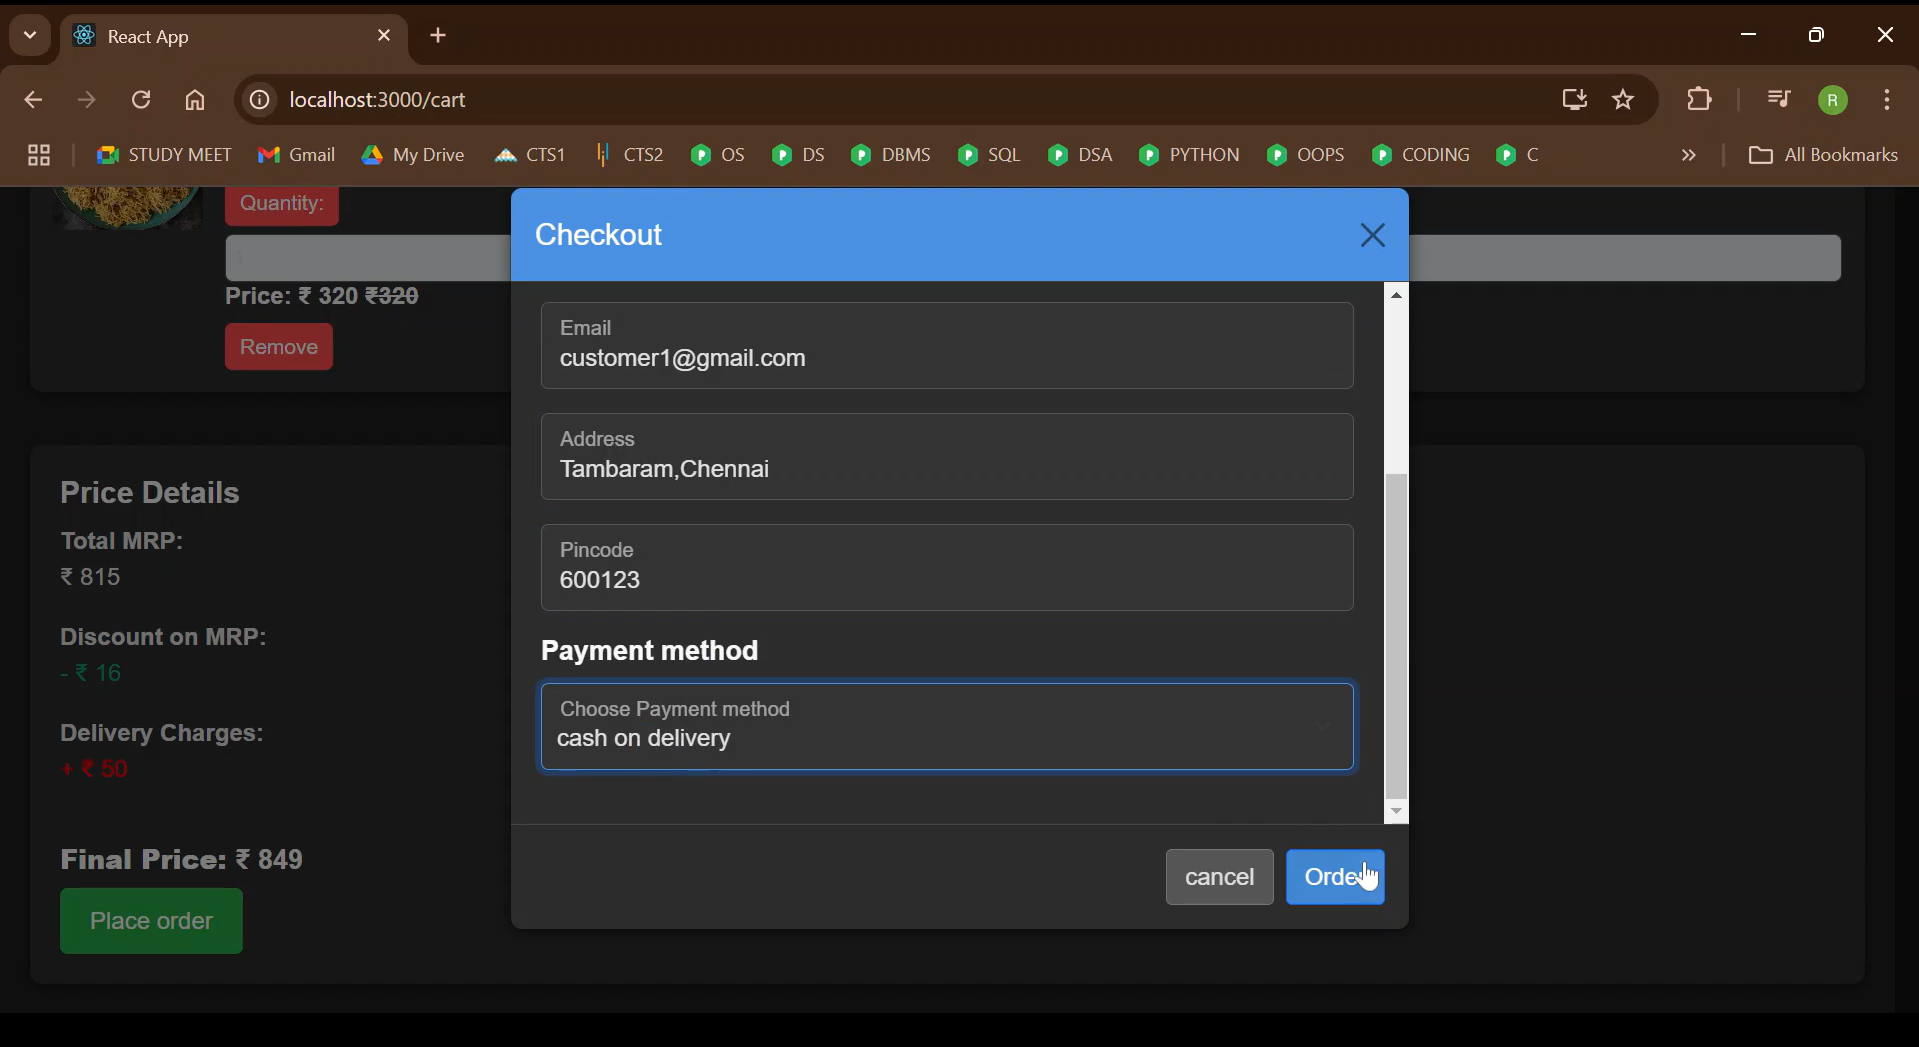 React App
localhost:3000/cart
R
STUDY MEET
Gmail
My Drive
CTS1
CTS2
OS
DS
DBMS
SQL
DSA
PYTHON
OOPS
CODING
C
All Bookmarks
Quantity:
Price: ₹ 320 ₹320
Remove
Price Details
Total MRP:
₹ 815
Discount on MRP:
- ₹ 16
Delivery Charges:
+ ₹ 50
Final Price: ₹ 849
Place order
Checkout
Email
customer1@gmail.com
Address
Tambaram,Chennai
Pincode
600123
Payment method
Choose Payment method
cash on delivery
cancel
Order